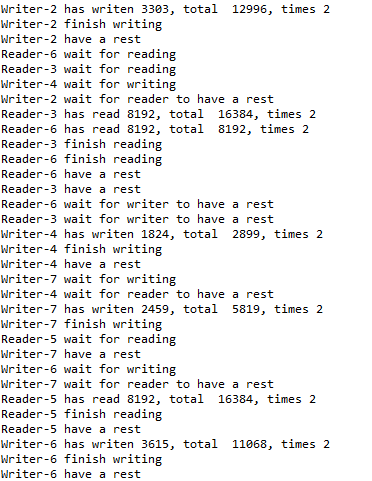 Writer-2 has writen 3303, total  12996, times 2
Writer-2 finish writing
Writer-2 have a rest
Reader-6 wait for reading
Reader-3 wait for reading
Writer-4 wait for writing
Writer-2 wait for reader to have a rest
Reader-3 has read 8192, total  16384, times 2
Reader-6 has read 8192, total  8192, times 2
Reader-3 finish reading
Reader-6 finish reading
Reader-6 have a rest
Reader-3 have a rest
Reader-6 wait for writer to have a rest
Reader-3 wait for writer to have a rest
Writer-4 has writen 1824, total  2899, times 2
Writer-4 finish writing
Writer-4 have a rest
Writer-7 wait for writing
Writer-4 wait for reader to have a rest
Writer-7 has writen 2459, total  5819, times 2
Writer-7 finish writing
Reader-5 wait for reading
Writer-7 have a rest
Writer-6 wait for writing
Writer-7 wait for reader to have a rest
Reader-5 has read 8192, total  16384, times 2
Reader-5 finish reading
Reader-5 have a rest
Writer-6 has writen 3615, total  11068, times 2
Writer-6 finish writing
Writer-6 have a rest